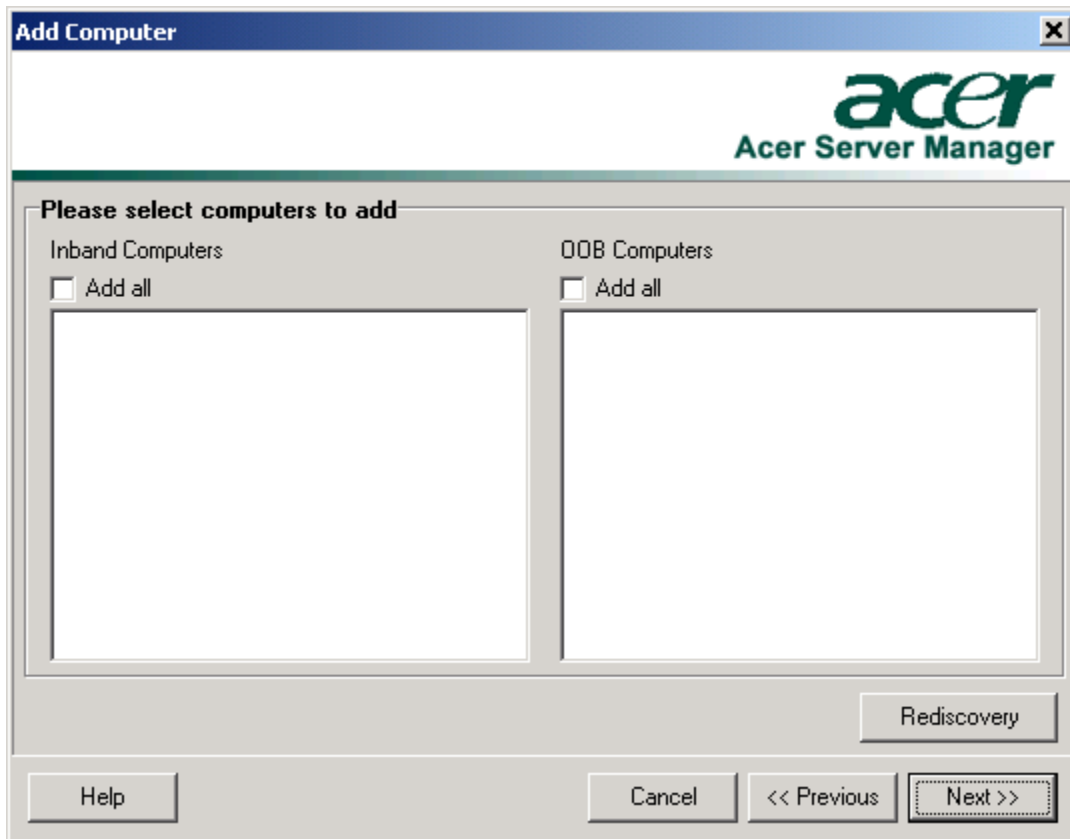 Add Computer
acer
Acer Server Manager
Please select computers to add
Inband Computers
OOB Computers
Add all
Add all
Rediscovery
Help
Cancel
<< Previous
Next >>